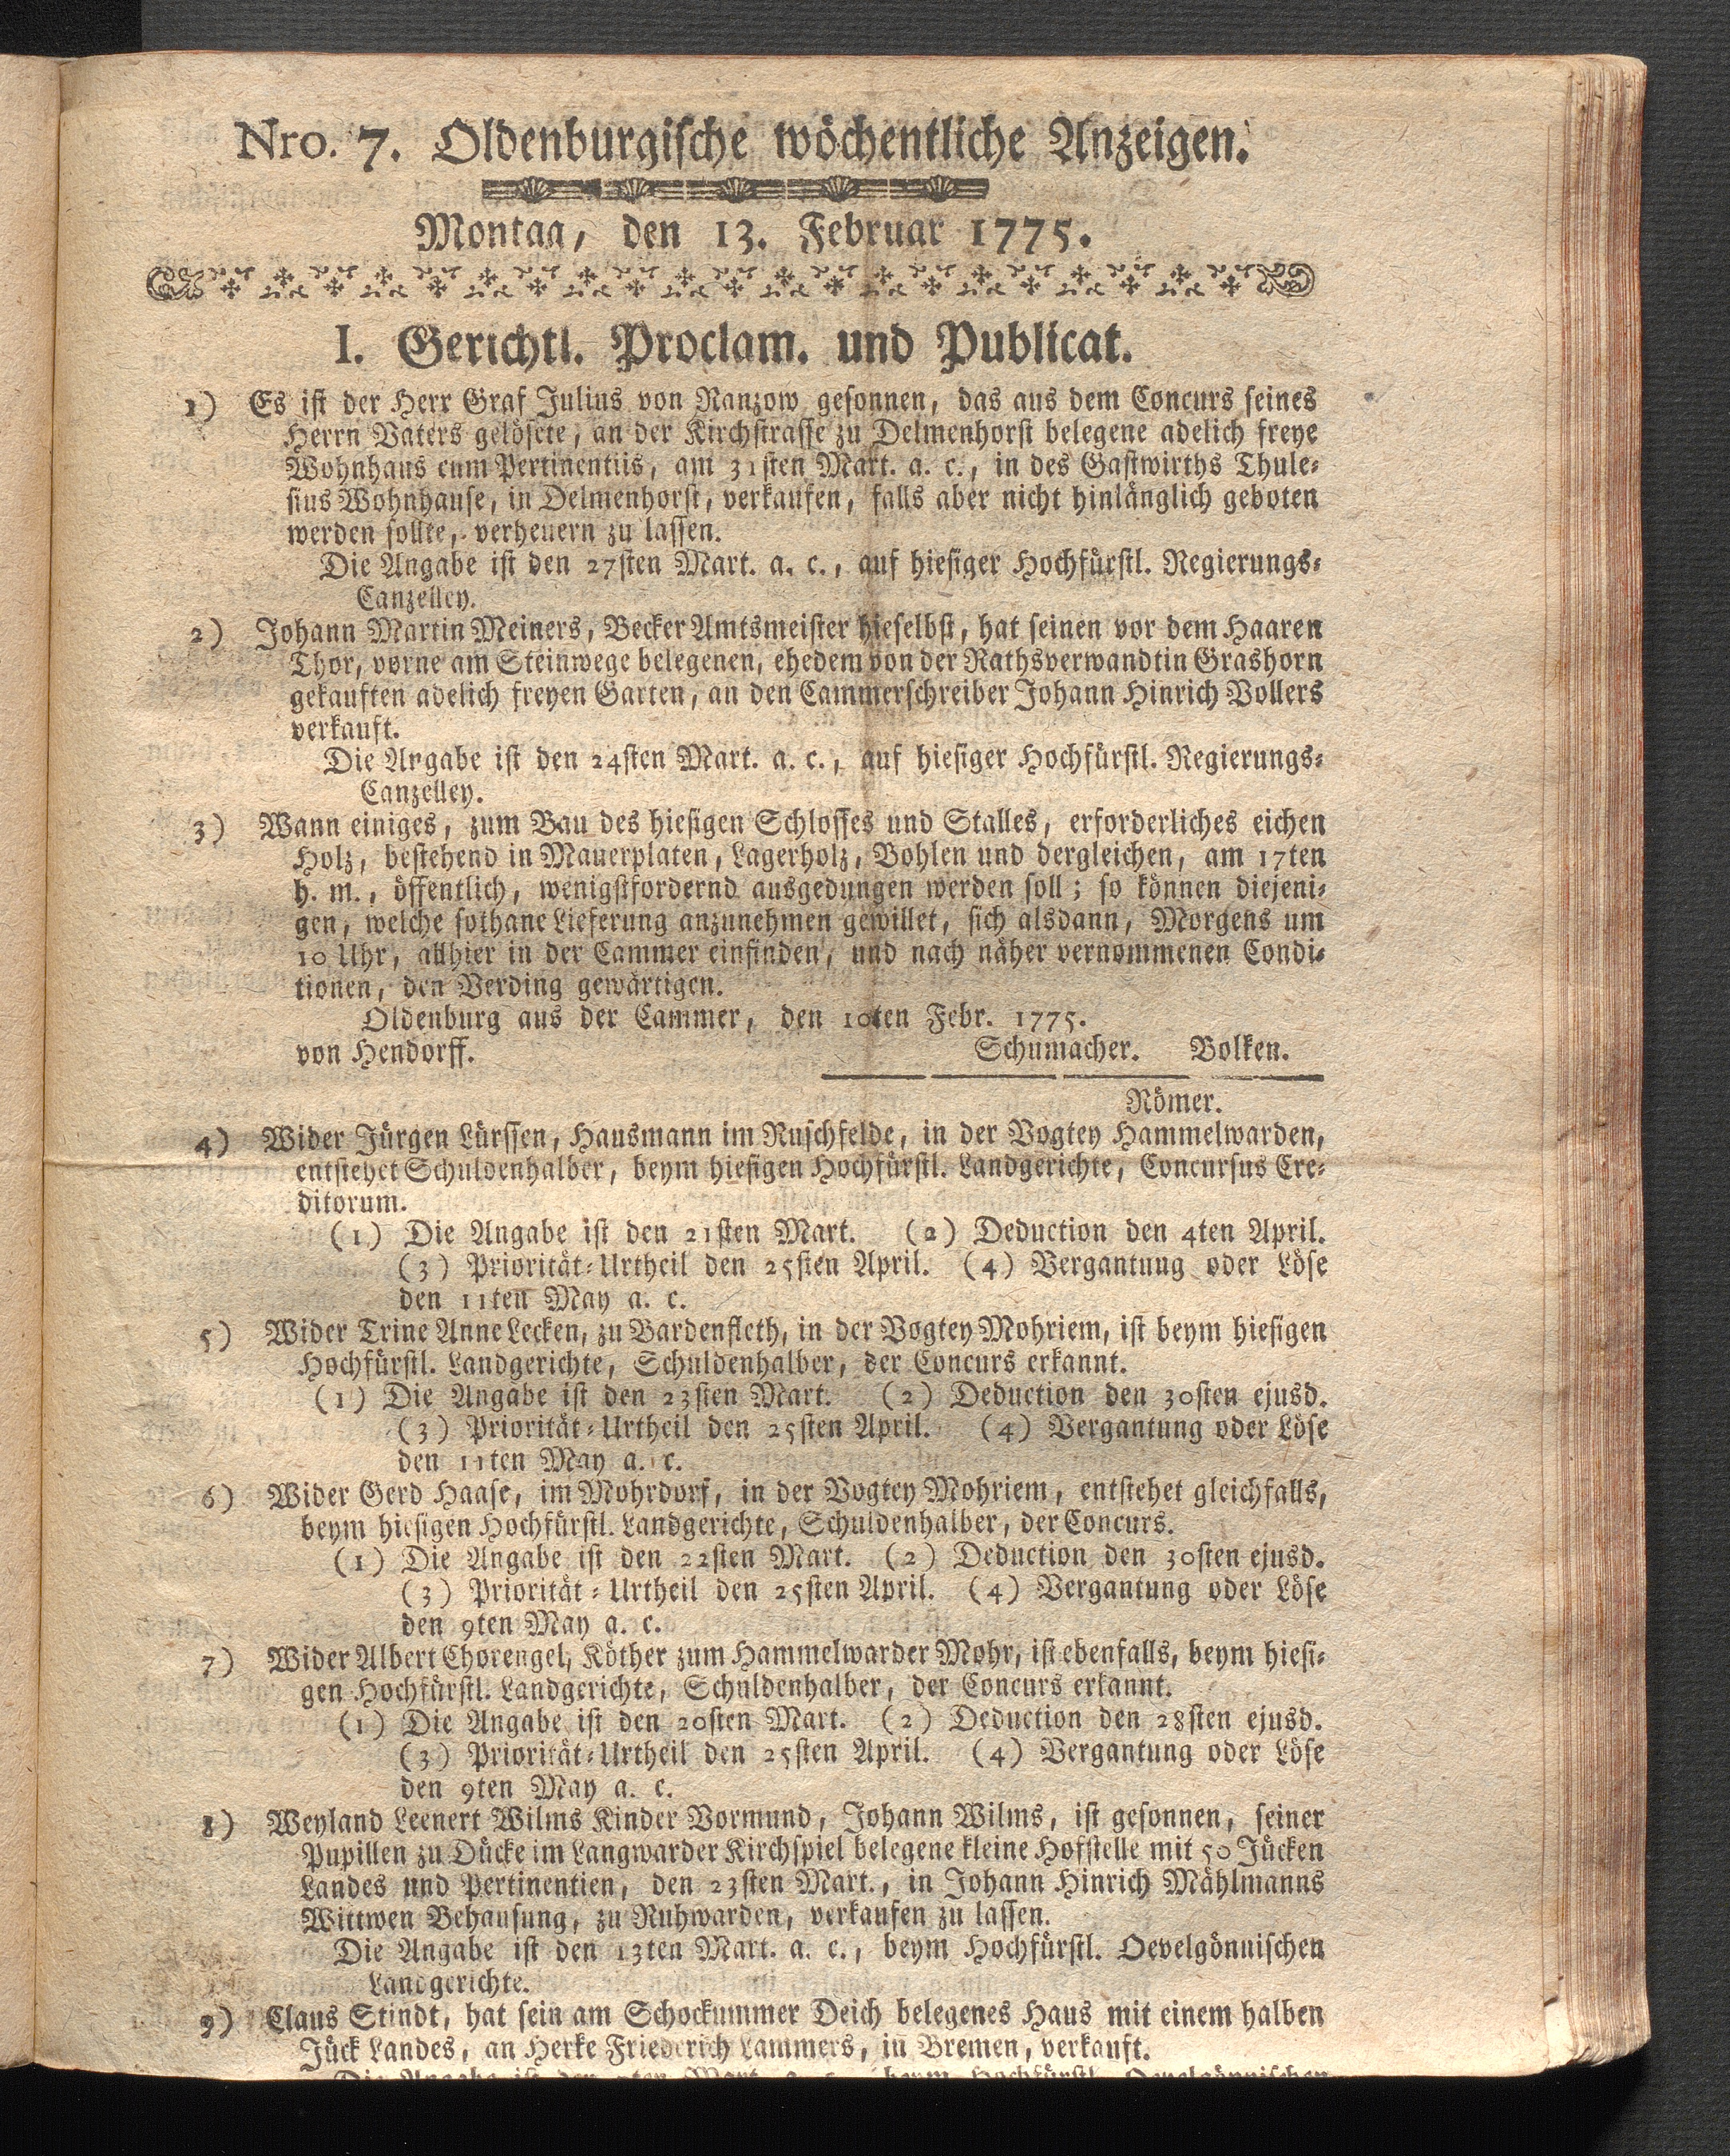 Nro. 7. Oldenburgische wöchentliche Anzeigen.
Montag, den 13. Februar 1775.
I. Gerichtl. Proclam. und Publicat.
1) Es ist der Herr Graf Julius von Ranzow gesonnen, das aus dem Concurs seines
Herrn Vaters gelösete, an der Kirchstrasse zu Delmenhorst belegene adelich freye
Wohnhaus cum Pertinentiis, am 31sten Mart. a. c., in des Gastwirths Thule-
sius Wohnhause, in Delmenhorst, verkaufen, falls aber nicht hinlänglich geboten
werden sollte, verheuern zu lassen.
Die Angabe ist den 27sten Mart. a. c., auf hiesiger Hochfürstl. Regierungs-
Canzelley.
2) Johann Martin Meiners, Becker Amtsmeister hieselbst, hat seinen vor dem Haaren
Thor, vorne am Steinwege belegenen, ehedem von der Rathsverwandtin Grashorn
gekauften adelich freyen Garten, an den Cammerschreiber Johann Hinrich Vollers
verkauft.
Die Angabe ist den 24sten Mart. a. c., auf hiesiger Hochfürstl. Regierungs-
Canzelley.
3) Wann einiges, zum Bau des hiesigen Schlosses und Stalles, erforderliches eichen
Holz, bestehend in Mauerplaten, Lagerholz, Bohlen und dergleichen, am 17ten
h. m., öffentlich, wenigstfordernd ausgedungen werden soll; so können diejeni-
gen, welche sothane Lieferung anzunehmen gewillet, sich alsdann, Morgens um
10 Uhr, allhier in der Cammer einfinden, und nach näher vernommenen Condi-
tionen, den Verding gewärtigen.
Oldenburg aus der Cammer, den 10ten Febr. 1775.
von Hendorff. Schumacher. Bolken.
Römer.
4) Wider Jürgen Lürssen, Hausmann im Ruschfelde, in der Vogtey Hammelwarden,
entstehet Schuldenhalber, beym hiesigen Hochfürstl. Landgerichte, Concursus Cre-
ditorum.
(1) Die Angabe ist den 21sten Mart. (2) Deduction den 4ten April.
(3) Priorität-Urtheil den 25sten April. (4) Vergantung oder Löse
den 11ten May a. c.
5) Wider Trine Anne Lecken, zu Bardenfleth, in der Vogtey Mohriem, ist beym hiesigen
Hochfürstl. Landgerichte, Schuldenhalber, der Concurs erkannt.
(1) Die Angabe ist den 23sten Mart. (2) Deduction den 30sten ejusd.
(3) Priorität-Urtheil den 25sten April. (4) Vergantung oder Löse
den 11ten May a. c.
6) Wider Gerd Haase, im Mohrdorf, in der Vogtey Mohriem, entstehet gleichfalls,
beym hiesigen Hochfürstl. Landgerichte, Schuldenhalber, der Concurs.
(1) Die Angabe ist den 22sten Mart. (2) Deduction den 30sten ejusd.
(3) Priorität-Urtheil den 25sten April. (4) Vergantung oder Löse
den 9ten May a. c.
7) Wider Albert Chorengel, Köther zum Hammelwarder Mohr, ist ebenfalls, beym hiesi-
gen Hochfürstl. Landgerichte, Schuldenhalber, der Concurs erkannt.
(1) Die Angabe ist den 20sten Mart. (2) Deduction den 28sten ejusd.
(3) Priorität-Urtheil den 25sten April. (4) Vergantung oder Löse
den 9ten May a. c.
8) Weyland Leenert Wilms Kinder Vormund, Johann Wilms, ist gesonnen, seiner
Pupillen zu Dücke im Langwarder Kirchspiel belegene kleine Hofstelle mit 50 Jücken
Landes und Pertinentien, den 23sten Mart., in Johann Hinrich Mählmanns
Wittwen Behausung, zu Ruhwarden, verkaufen zu lassen.
Die Angabe ist den 13ten Mart. a. c., beym Hochfürstl. Oevelgönnischen
Landgerichte.
9) Claus Stindt, hat sein am Schockummer Deich belegenes Haus mit einem halben
Jück Landes, an Herke Friederich Lammers, in Bremen, verkauft.